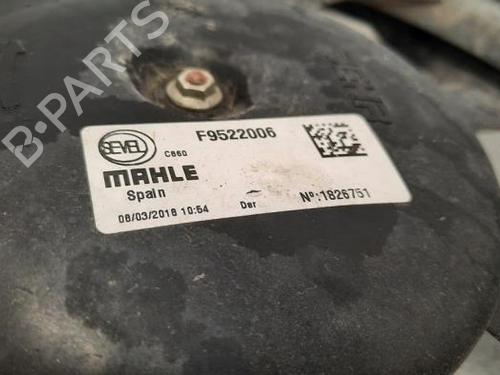 B-PARTS
SEVEL
C860
F9522006
MAHLE
Spain
08/03/2018 10:54
Der
Nº:1826751